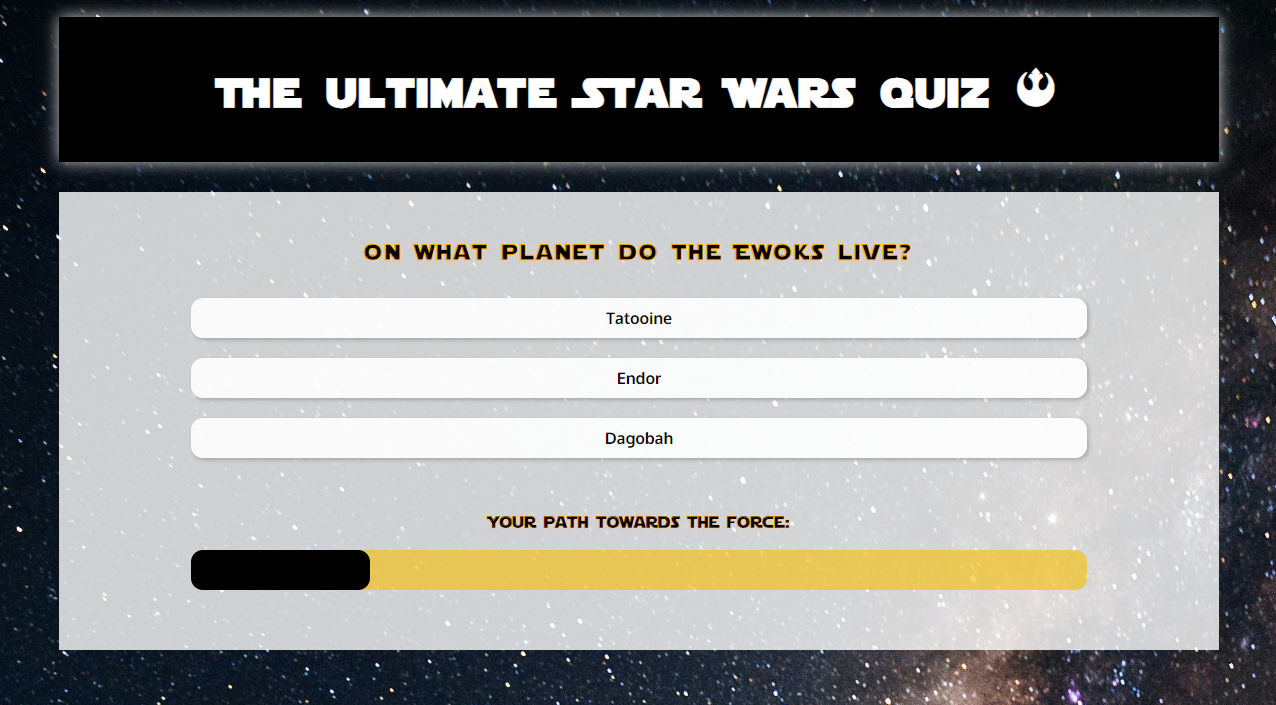 THE ULTIMATE STAR WARS QUIZ
ON WHAT PLANET DO THE EWOKS LIVE?
Tatooine
Endor
Dagobah
YOUR PATH TOWARDS THE FORCE: